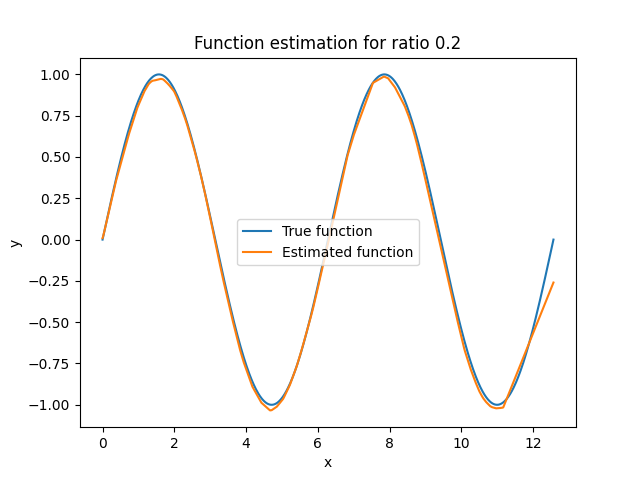 Function estimation for ratio 0.2
1.00
0.75
0.50
0.25
0.00
−0.25
−0.50
−0.75
−1.00
y
True function
Estimated function
0 2 4 6 8 10 12
x